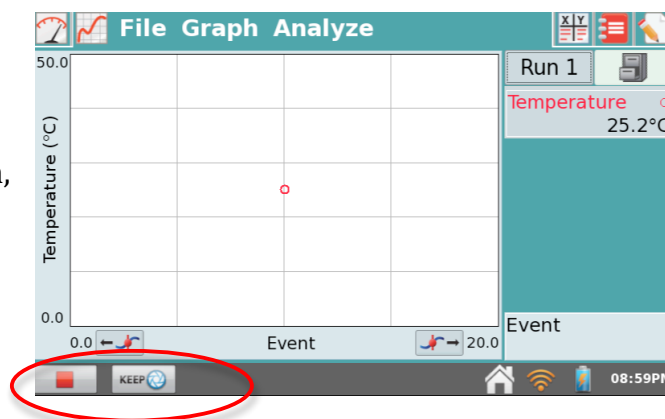 File Graph Analyze
X Y
50.0
Run 1
Temperature
25.2°C
Temperature (°C)
0.0
0.0
Event
20.0
Event
KEEP
08:59PM